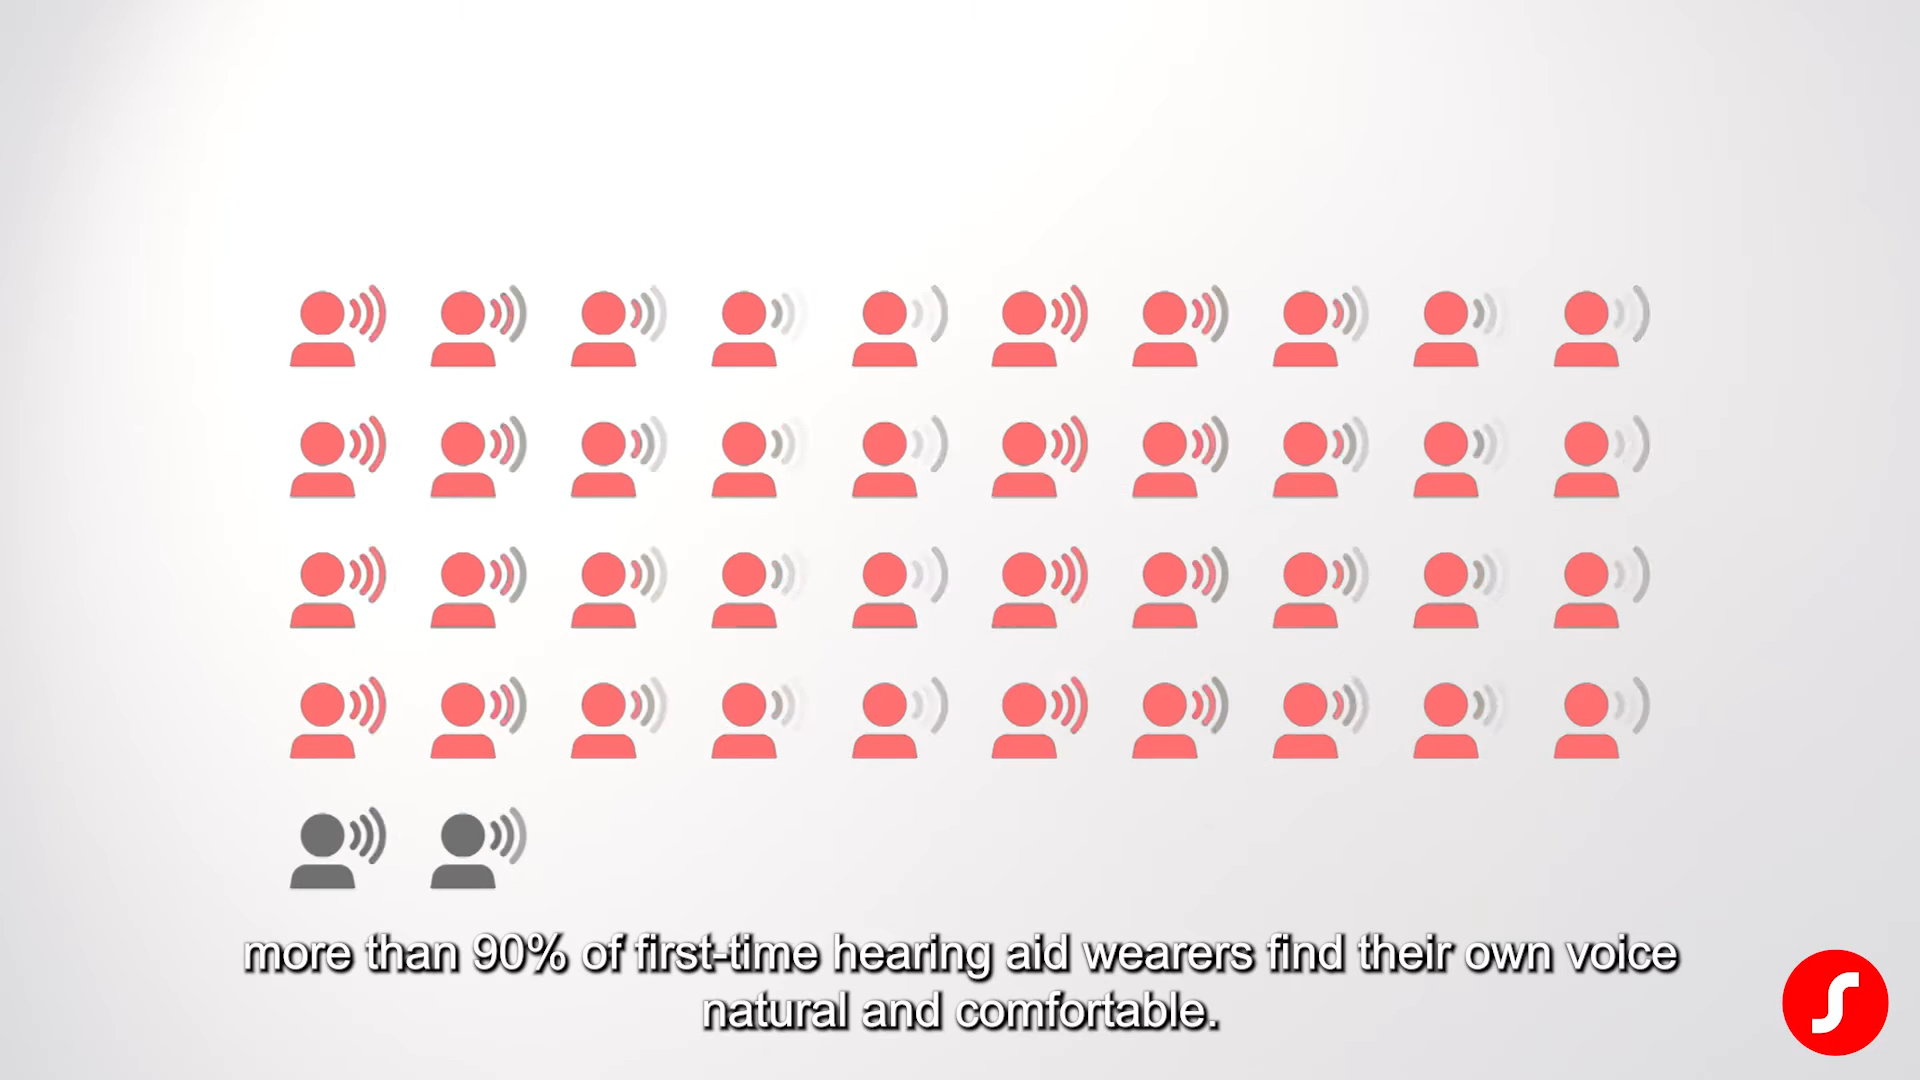 more than 90% of first-time hearing aid wearers find their own voice
natural and comfortable.